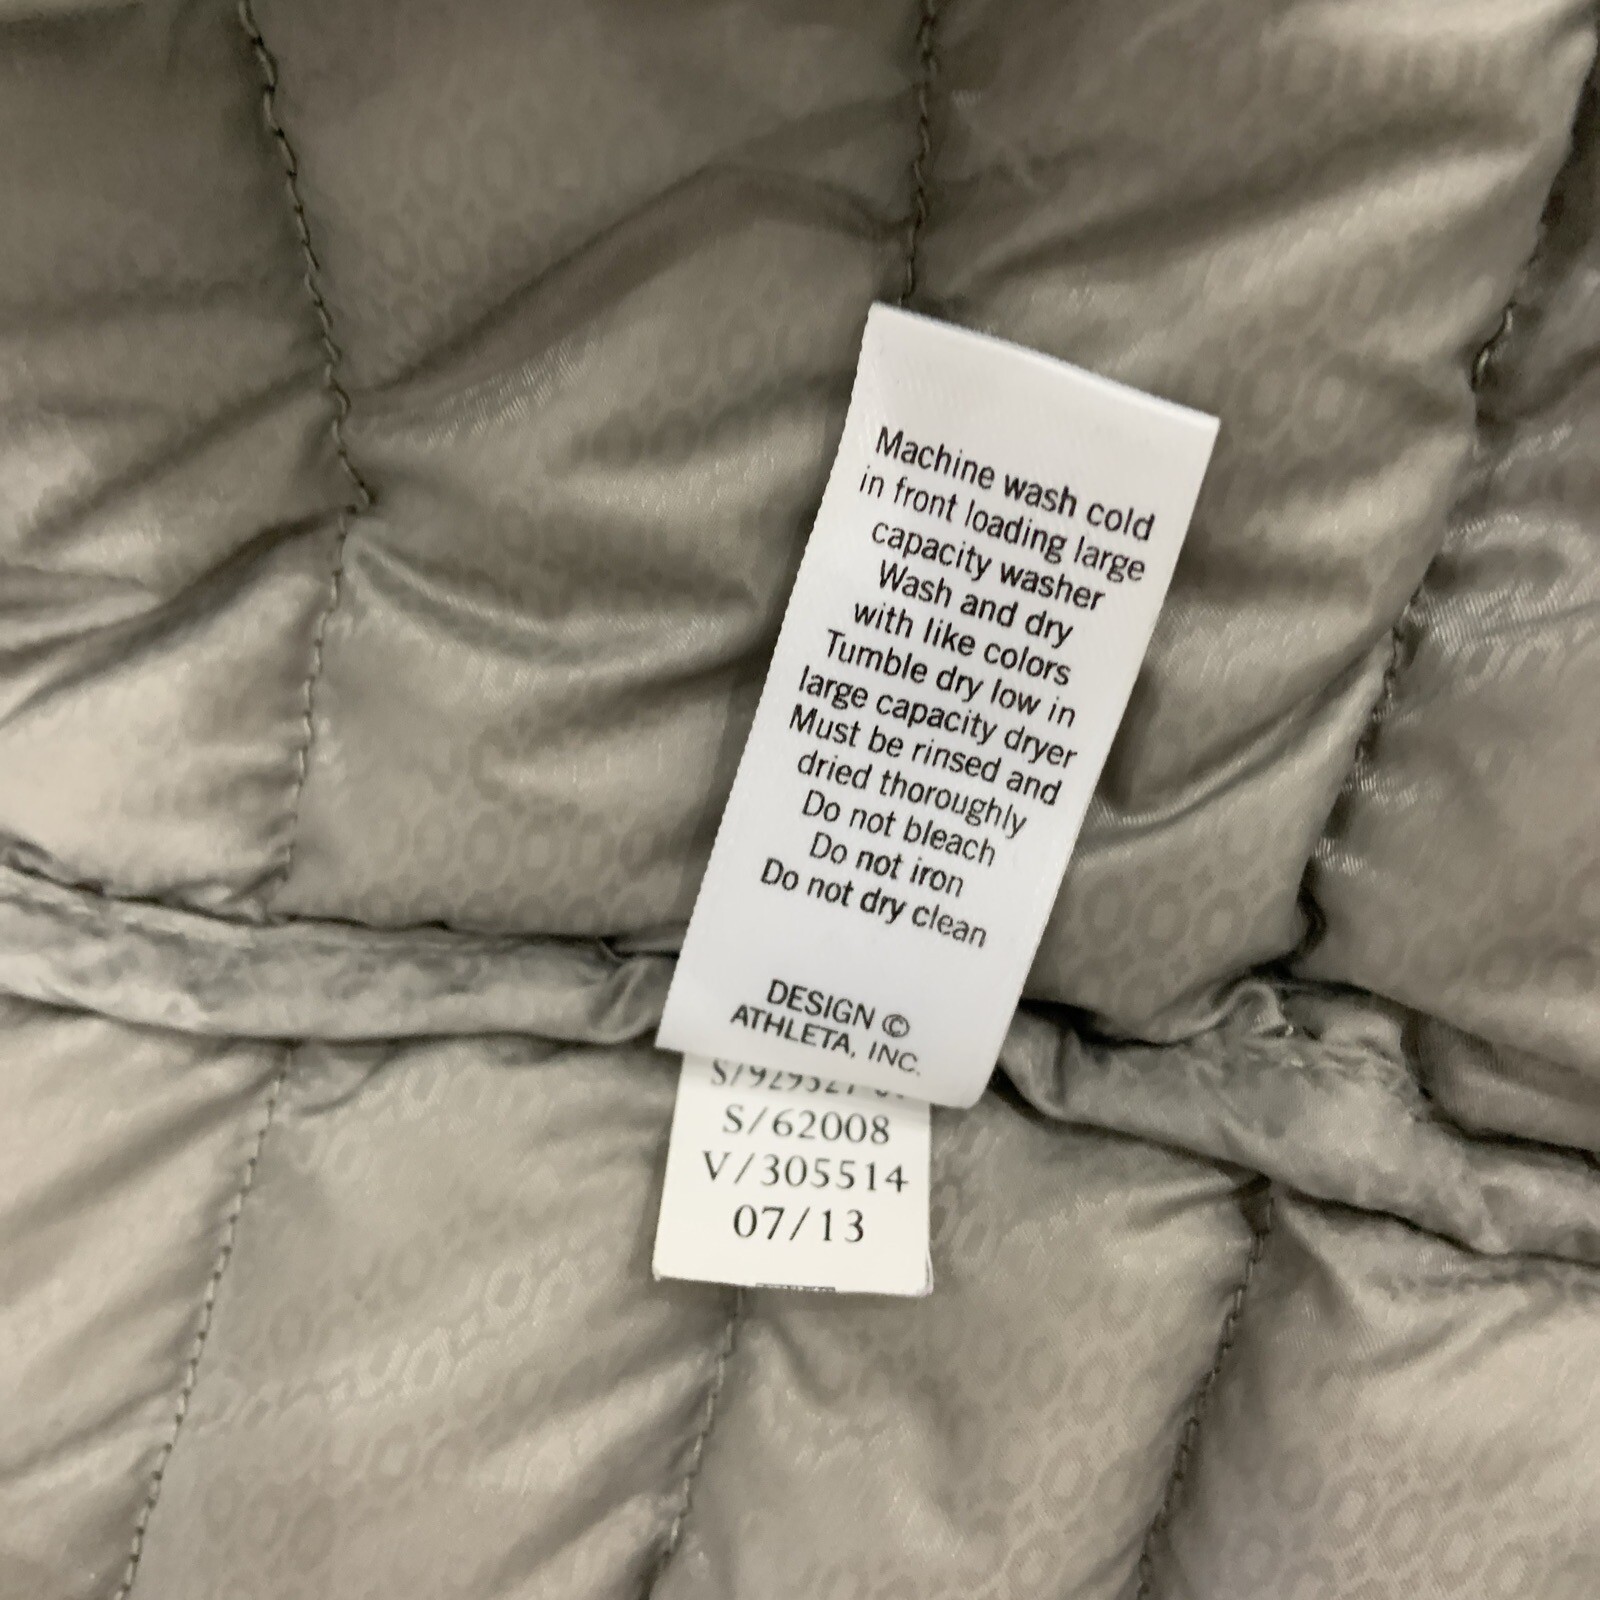 Machine wash cold
in front loading large
capacity washer
Wash and dry
with like colors
Tumble dry low in
large capacity dryer
Must be rinsed and
dried thoroughly
Do not bleach
Do not iron
Do not dry clean
DESIGN ©
ATHLETA, INC.
S/62008
V/305514
07/13